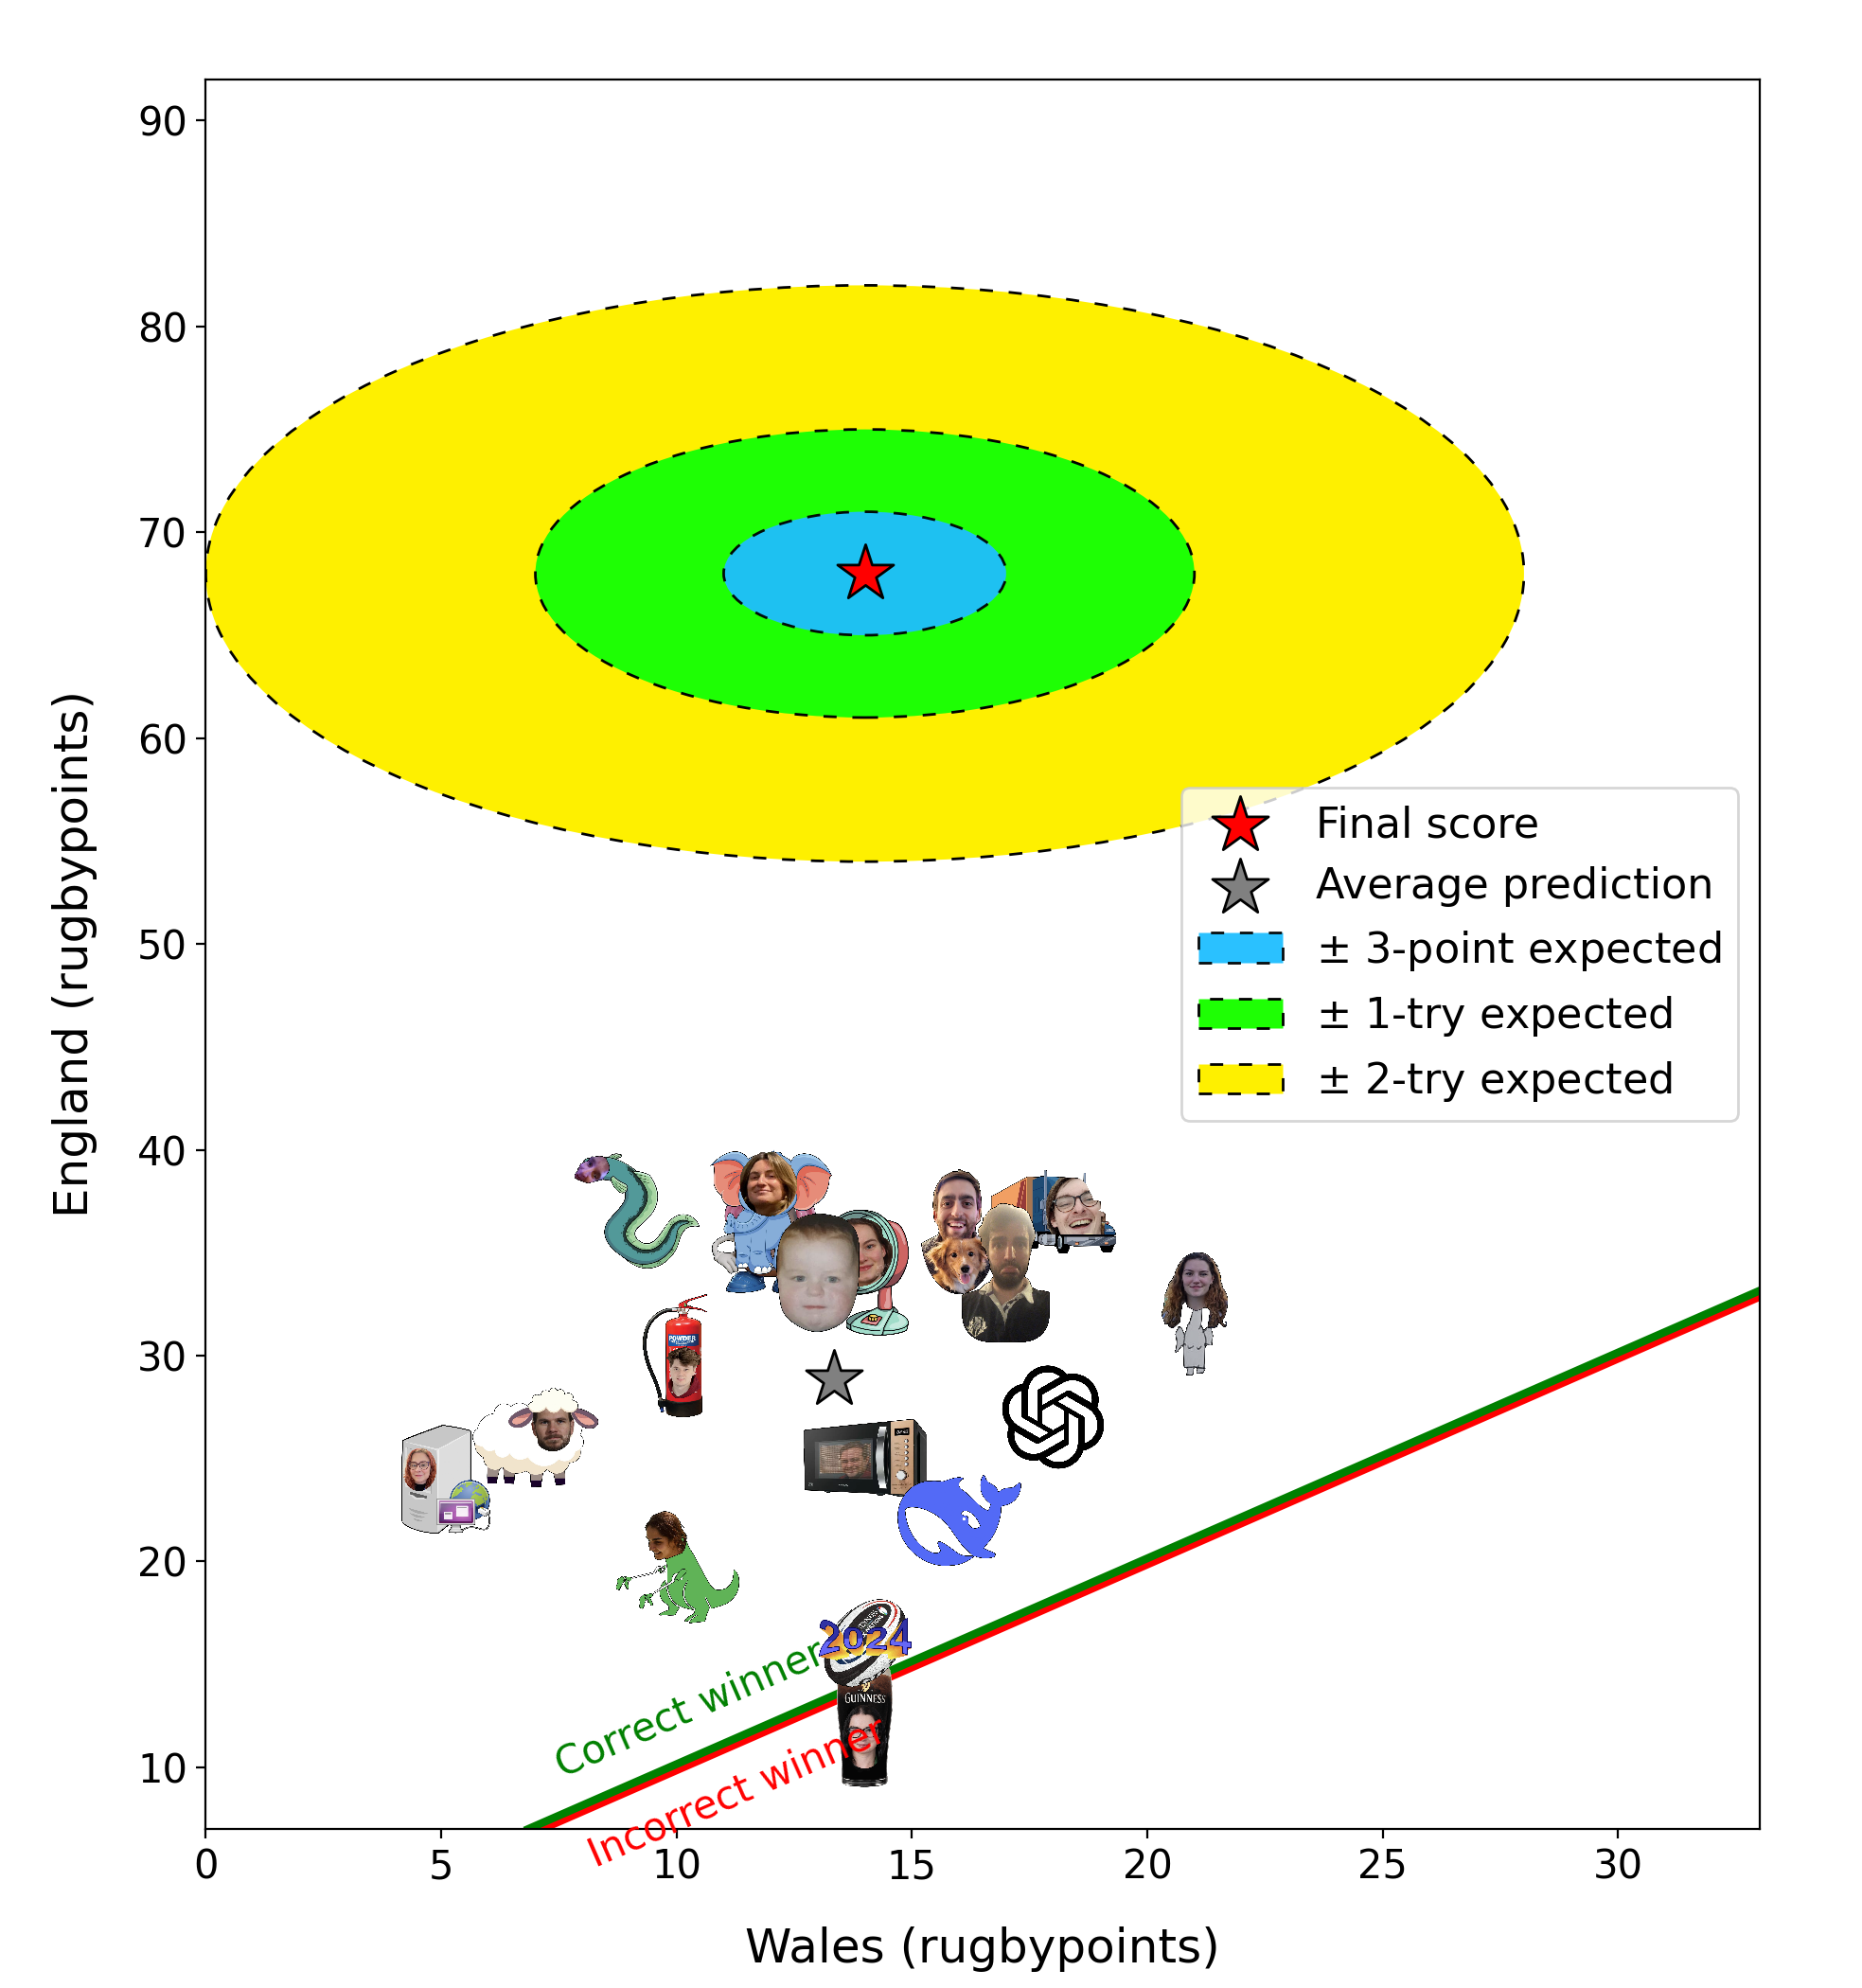 90
80
70
60
50
40
30
20
10
England (rugbypoints)
Final score
Average prediction
± 3-point expected
± 1-try expected
± 2-try expected
POWDER
2024
GUINNESS
Correct winner
Incorrect winner
0 5 10 15 20 25 30
Wales (rugbypoints)